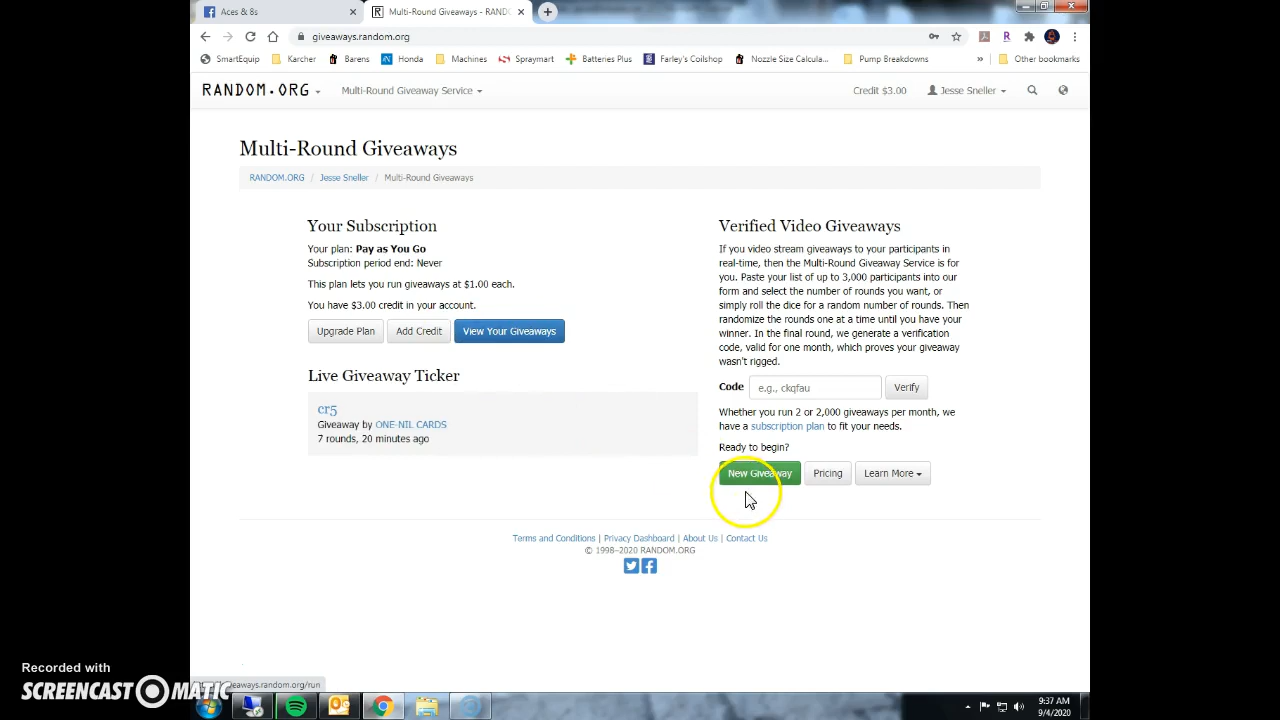 Aces & 8s
Multi-Round Giveaways - RANDO
giveaways.random.org
SmartEquip Karcher Barens Honda Machines Spraymart Batteries Plus Farley's Coilshop Nozzle Size Calcula... Pump Breakdowns » Other bookmarks
RANDOM.ORG Multi-Round Giveaway Service Credit $3.00 Jesse Sneller
Multi-Round Giveaways
RANDOM.ORG / Jesse Sneller / Multi-Round Giveaways
Your Subscription
Your plan: Pay as You Go
Subscription period end: Never
This plan lets you run giveaways at $1.00 each.
You have $3.00 credit in your account.
Upgrade Plan Add Credit View Your Giveaways
Live Giveaway Ticker
cr5
Giveaway by ONE-NIL CARDS
7 rounds, 20 minutes ago
Verified Video Giveaways
If you video stream giveaways to your participants in
real-time, then the Multi-Round Giveaway Service is for
you. Paste your list of up to 3,000 participants into our
form and select the number of rounds you want, or
simply roll the dice for a random number of rounds. Then
randomize the rounds one at a time until you have your
winner. In the final round, we generate a verification
code, valid for one month, which proves your giveaway
wasn't rigged.
Code e.g., ckqfau Verify
Whether you run 2 or 2,000 giveaways per month, we
have a subscription plan to fit your needs.
Ready to begin?
New Giveaway Pricing Learn More
Terms and Conditions | Privacy Dashboard | About Us | Contact Us
© 1998–2020 RANDOM.ORG
giveaways.random.org/run
Recorded with
SCREENCAST-O-MATIC
9:37 AM
9/4/2020